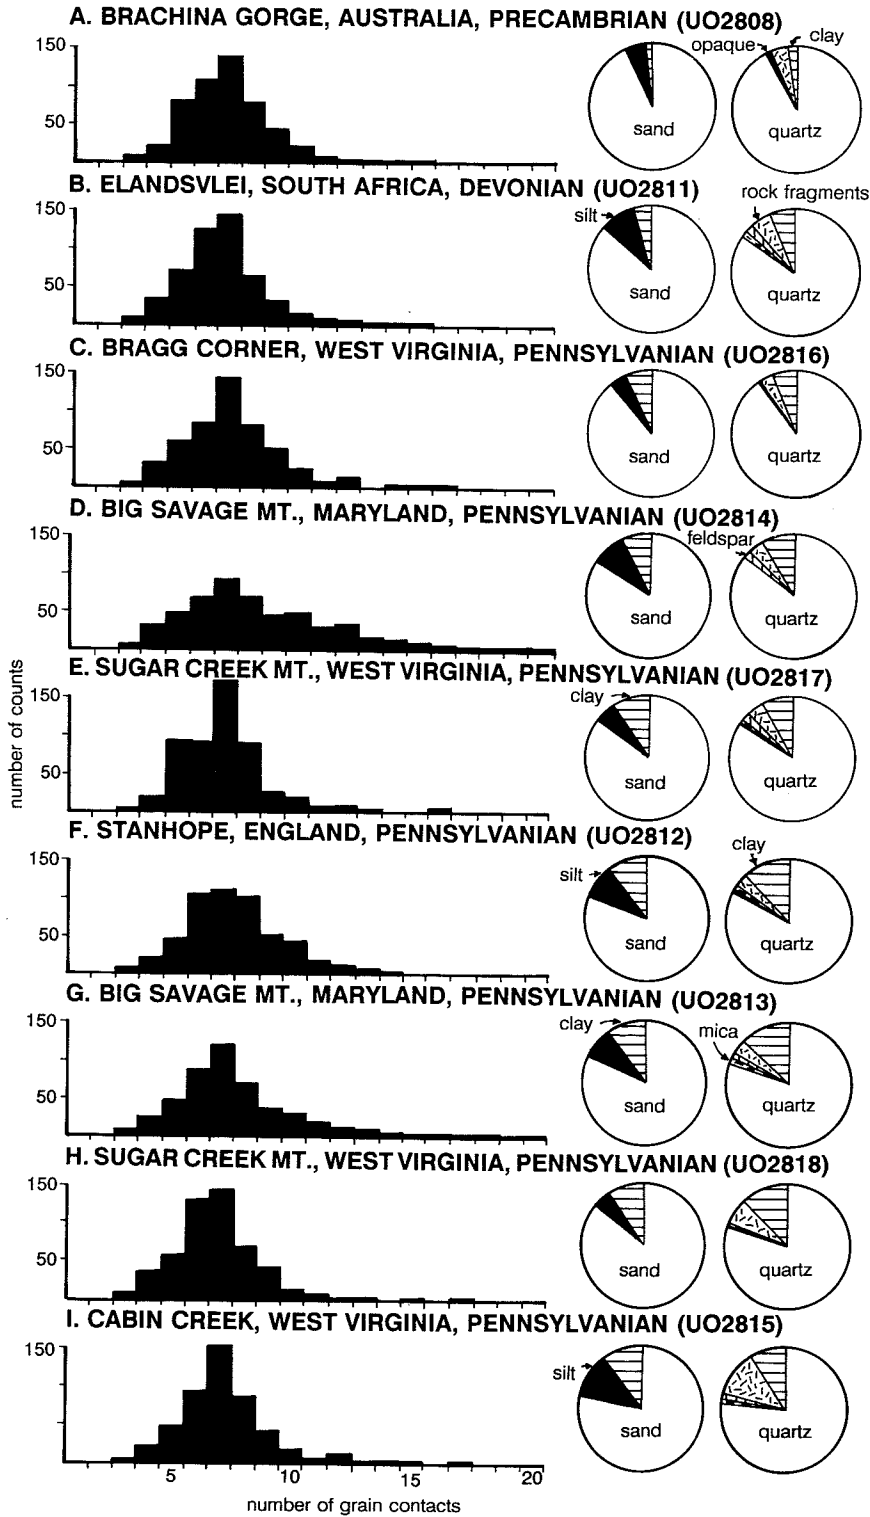 A. BRACHINA GORGE, AUSTRALIA, PRECAMBRIAN (UO2808)
150
50
opaque
clay
sand
quartz
B. ELANDSVLEI, SOUTH AFRICA, DEVONIAN (UO2811)
150
50
silt
rock fragments
sand
quartz
C. BRAGG CORNER, WEST VIRGINIA, PENNSYLVANIAN (UO2816)
150
50
sand
quartz
D. BIG SAVAGE MT., MARYLAND, PENNSYLVANIAN (UO2814)
150
50
feldspar
sand
quartz
number of counts
E. SUGAR CREEK MT., WEST VIRGINIA, PENNSYLVANIAN (UO2817)
150
50
clay
sand
quartz
F. STANHOPE, ENGLAND, PENNSYLVANIAN (UO2812)
150
50
silt
clay
sand
quartz
G. BIG SAVAGE MT., MARYLAND, PENNSYLVANIAN (UO2813)
150
50
clay
mica
sand
quartz
H. SUGAR CREEK MT., WEST VIRGINIA, PENNSYLVANIAN (UO2818)
150
50
sand
quartz
I. CABIN CREEK, WEST VIRGINIA, PENNSYLVANIAN (UO2815)
150
silt
sand
quartz
5 10 15 20
number of grain contacts